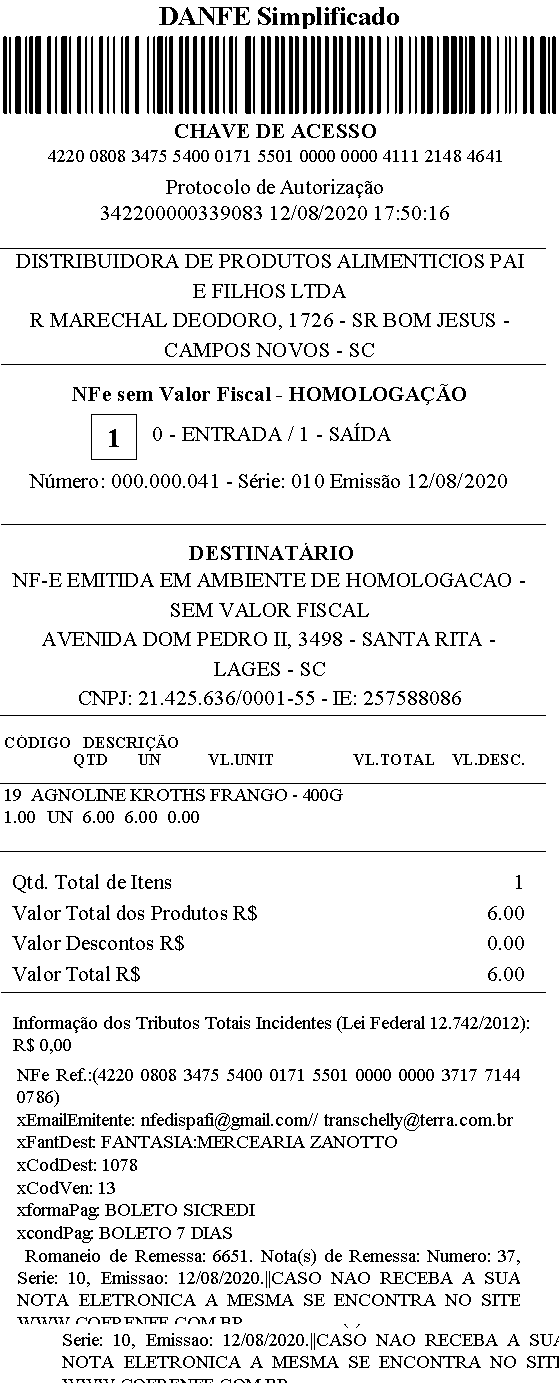 DANFE Simplificado
CHAVE DE ACESSO
4220 0808 3475 5400 0171 5501 0000 0000 4111 2148 4641
Protocolo de Autorização
342200000339083 12/08/2020 17:50:16
DISTRIBUIDORA DE PRODUTOS ALIMENTICIOS PAI
E FILHOS LTDA
R MARECHAL DEODORO, 1726 - SR BOM JESUS -
CAMPOS NOVOS - SC
NFe sem Valor Fiscal - HOMOLOGAÇÃO
1 0 - ENTRADA / 1 - SAÍDA
Número: 000.000.041 - Série: 010 Emissão 12/08/2020
DESTINATÁRIO
NF-E EMITIDA EM AMBIENTE DE HOMOLOGACAO -
SEM VALOR FISCAL
AVENIDA DOM PEDRO II, 3498 - SANTA RITA -
LAGES - SC
CNPJ: 21.425.636/0001-55 - IE: 257588086
CÓDIGO DESCRIÇÃO
QTD UN VL.UNIT VL.TOTAL VL.DESC.
19 AGNOLINE KROTHS FRANGO - 400G
1.00 UN 6.00 6.00 0.00
Qtd. Total de Itens 1
Valor Total dos Produtos R$ 6.00
Valor Descontos R$ 0.00
Valor Total R$ 6.00
Informação dos Tributos Totais Incidentes (Lei Federal 12.742/2012):
R$ 0,00
NFe Ref.:(4220 0808 3475 5400 0171 5501 0000 0000 3717 7144
0786)
xEmailEmitente: nfedispafi@gmail.com// transchelly@terra.com.br
xFantDest: FANTASIA:MERCEARIA ZANOTTO
xCodDest: 1078
xCodVen: 13
xformaPag: BOLETO SICREDI
xcondPag: BOLETO 7 DIAS
Romaneio de Remessa: 6651. Nota(s) de Remessa: Numero: 37,
Serie: 10, Emissao: 12/08/2020.||CASO NAO RECEBA A SUA
NOTA ELETRONICA A MESMA SE ENCONTRA NO SITE
Serie: 10, Emissao: 12/08/2020.||CASO NAO RECEBA A SUA
NOTA ELETRONICA A MESMA SE ENCONTRA NO SITE